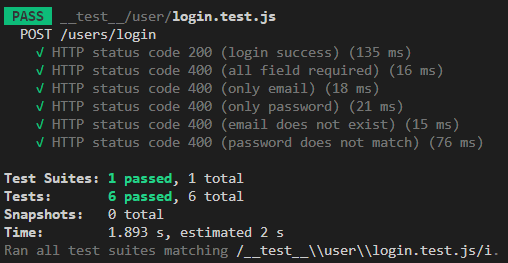 PASS __test__/user/login.test.js
POST /users/login
√ HTTP status code 200 (login success) (135 ms)
√ HTTP status code 400 (all field required) (16 ms)
√ HTTP status code 400 (only email) (18 ms)
√ HTTP status code 400 (only password) (21 ms)
√ HTTP status code 400 (email does not exist) (15 ms)
√ HTTP status code 400 (password does not match) (76 ms)
Test Suites: 1 passed, 1 total
Tests: 6 passed, 6 total
Snapshots: 0 total
Time: 1.893 s, estimated 2 s
Ran all test suites matching /__test__\\user\\login.test.js/i.